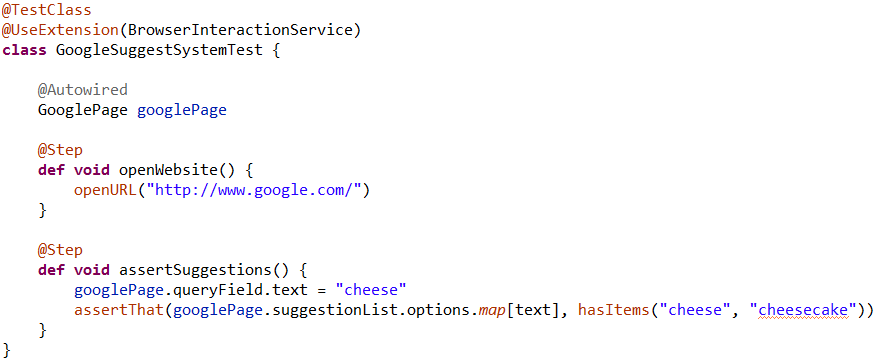 @TestClass
@UseExtension(BrowserInteractionService)
class GoogleSuggestSystemTest {
@Autowired
GooglePage googlePage
@Step
def void openWebsite() {
openURL("http://www.google.com/")
}
@Step
def void assertSuggestions() {
googlePage.queryField.text = "cheese"
assertThat(googlePage.suggestionList.options.map[text], hasItems("cheese", "cheesecake"))
}
}